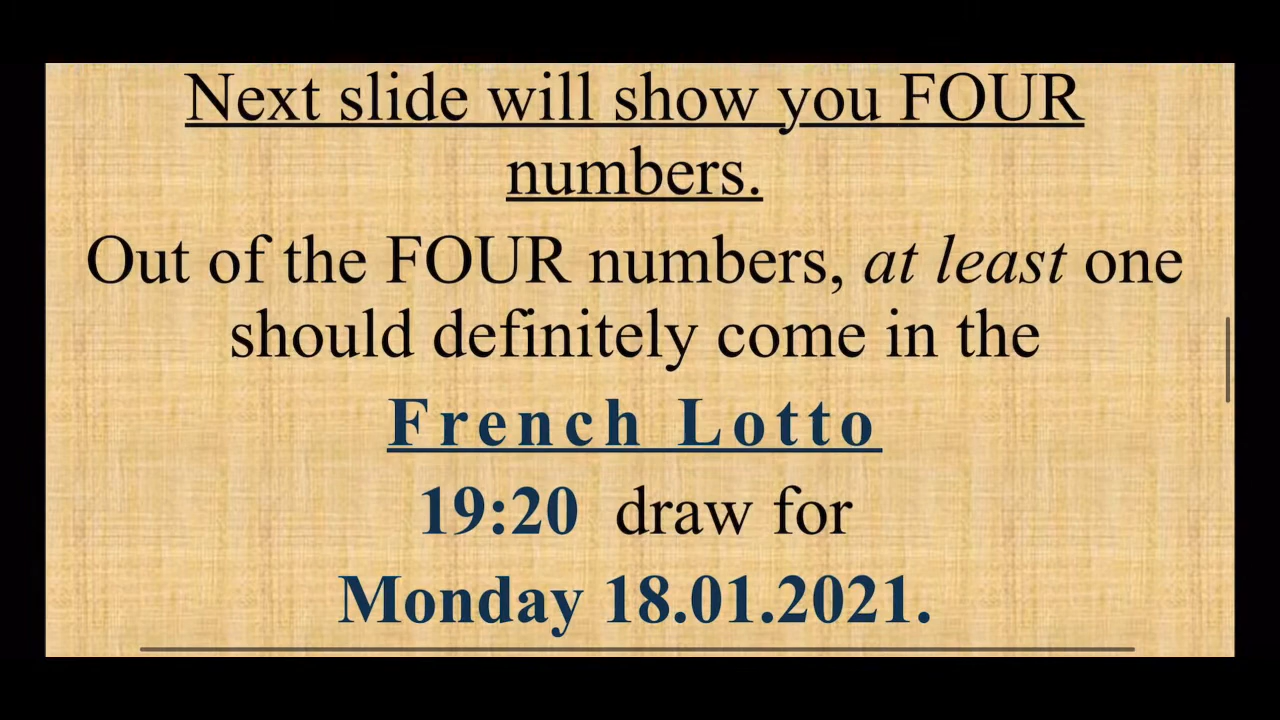 Next slide will show you FOUR
numbers.
Out of the FOUR numbers, at least one
should definitely come in the
French Lotto
19:20 draw for
Monday 18.01.2021.